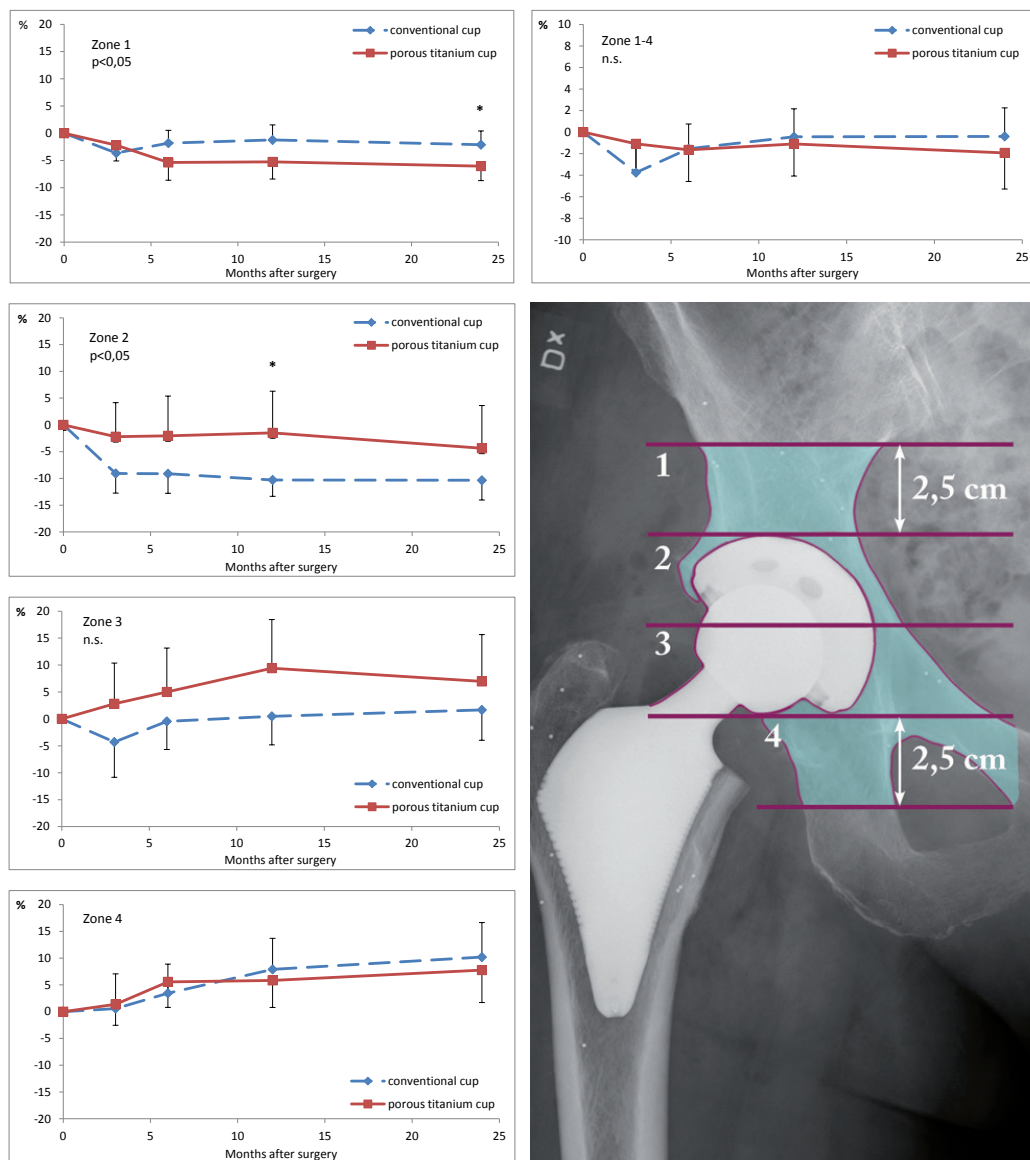 %
Zone 1
p<0,05
conventional cup
porous titanium cup
*
20
15
10
5
0
-5
-10
-15
-20
0 5 10 15 20 25
Months after surgery
%
Zone 1-4
n.s.
conventional cup
porous titanium cup
10
8
6
4
2
0
-2
-4
-6
-8
-10
0 5 10 15 20 25
Months after surgery
%
Zone 2
p<0,05
conventional cup
porous titanium cup
*
20
15
10
5
0
-5
-10
-15
-20
0 5 10 15 20 25
Months after surgery
%
Zone 3
n.s.
conventional cup
porous titanium cup
20
15
10
5
0
-5
-10
-15
-20
0 5 10 15 20 25
Months after surgery
%
Zone 4
conventional cup
porous titanium cup
20
15
10
5
0
-5
-10
-15
-20
0 5 10 15 20 25
Months after surgery
Dx
1
2,5 cm
2
3
4
2,5 cm